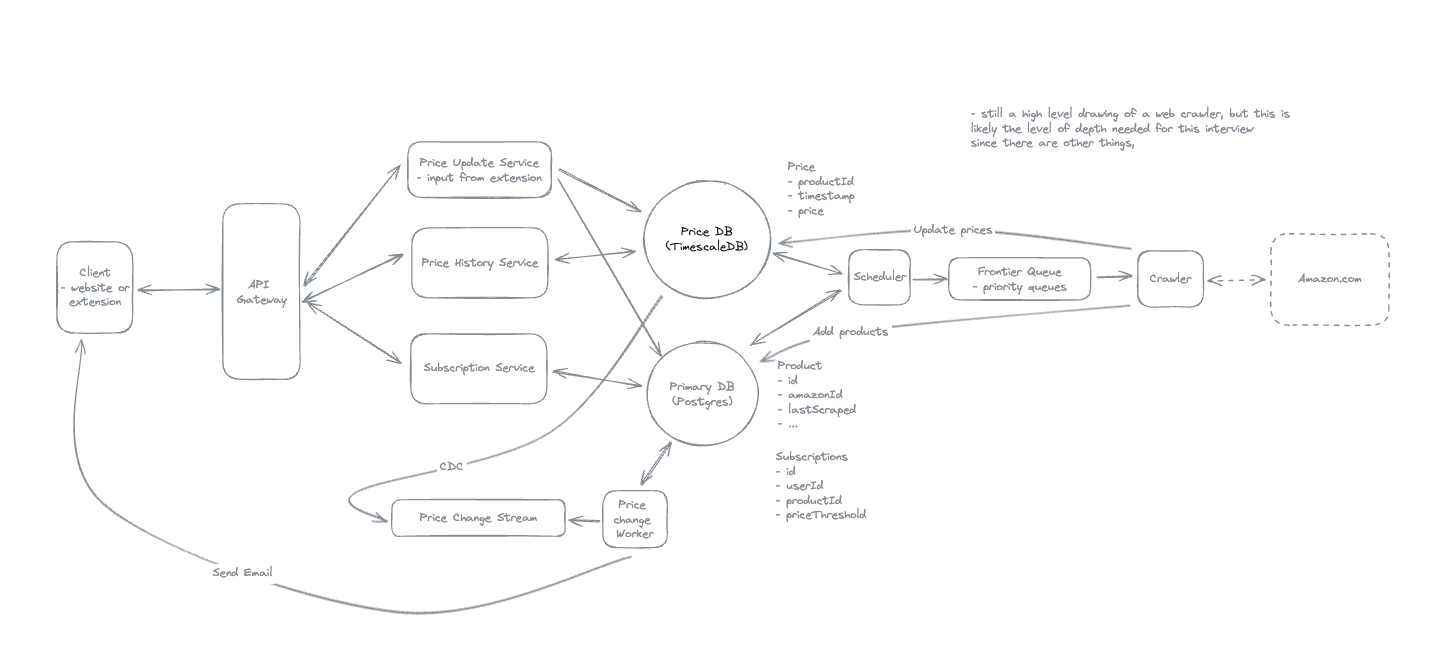 - still a high level drawing of a web crawler, but this is
likely the level of depth needed for this interview
since there are other things,
Price Update Service
- input from extension
Price
- productId
- timestamp
- price
Price DB
(TimescaleDB)
Update prices
Client
- website or
extension
API
Gateway
Price History Service
Scheduler
Frontier Queue
- priority queues
Crawler
Amazon.com
Add products
Subscription Service
Primary DB
(Postgres)
Product
- id
- amazonId
- lastScraped
- ...
Subscriptions
- id
- userId
- productId
- priceThreshold
CDC
Price Change Stream
Price
change
Worker
Send Email